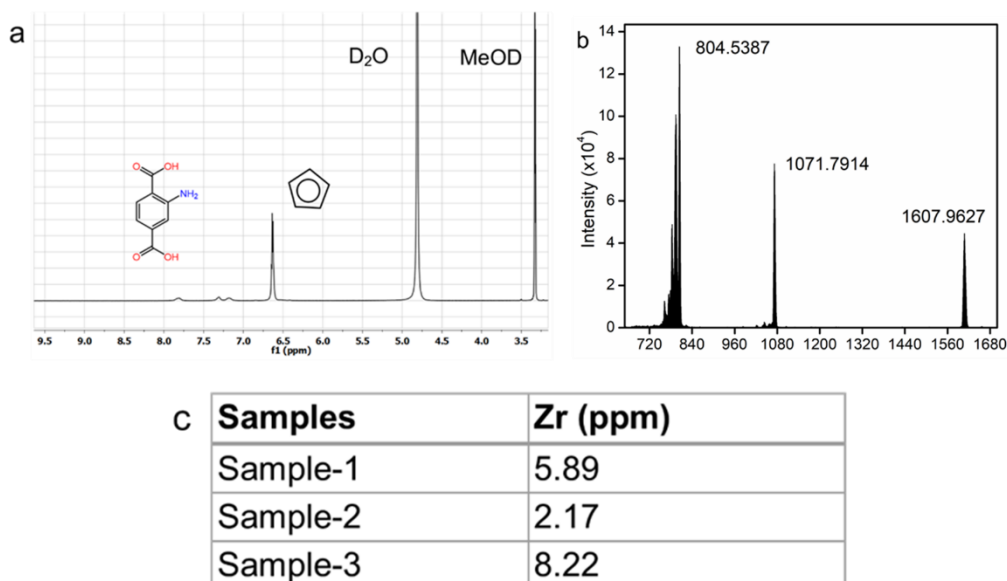 a
D₂O
MeOD
O
OH
NH₂
O
OH
9.5 9.0 8.5 8.0 7.5 7.0 6.5 6.0 5.5 5.0 4.5 4.0 3.5
f1 (ppm)
b
804.5387
1071.7914
1607.9627
Intensity (x10⁴)
14
12
10
8
6
4
2
0
720 840 960 1080 1200 1320 1440 1560 1680
c
Samples Zr (ppm)
Sample-1 5.89
Sample-2 2.17
Sample-3 8.22